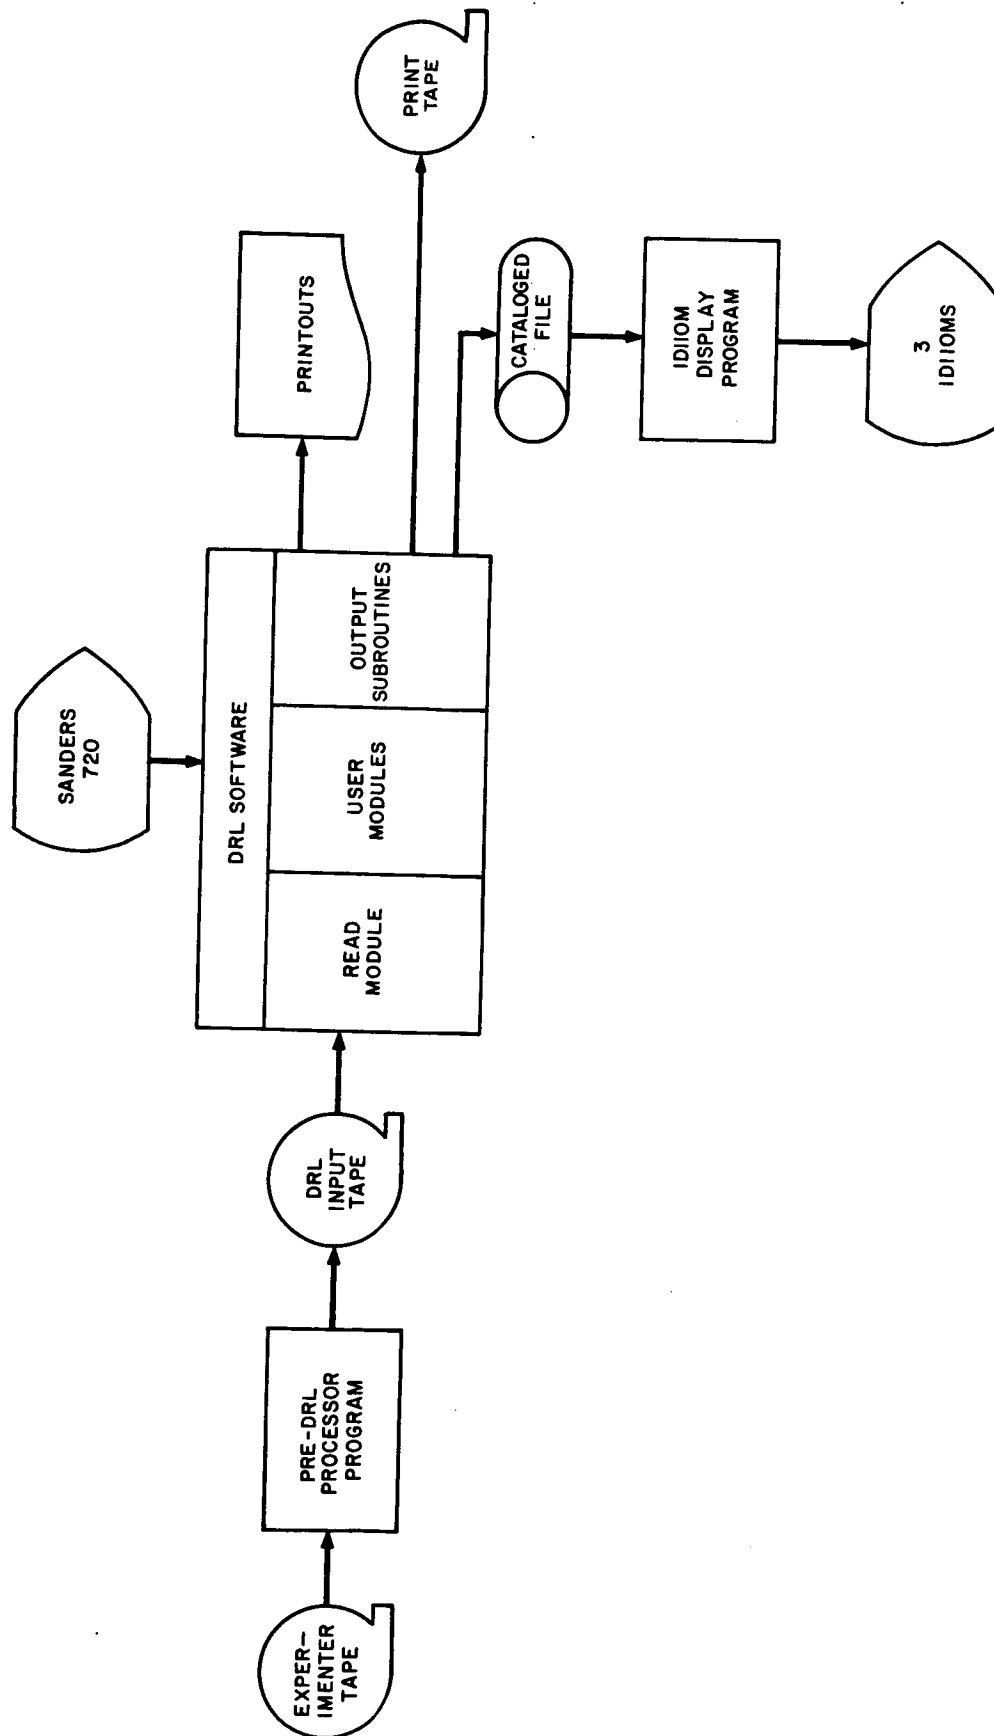 EXPER-
IMENTER
TAPE
PRE-DRL
PROCESSOR
PROGRAM
DRL
INPUT
TAPE
SANDERS
720
DRL SOFTWARE
READ
MODULE
USER
MODULES
OUTPUT
SUBROUTINES
PRINTOUTS
PRINT
TAPE
CATALOGED
FILE
IDIIOM
DISPLAY
PROGRAM
3
IDIIOMS